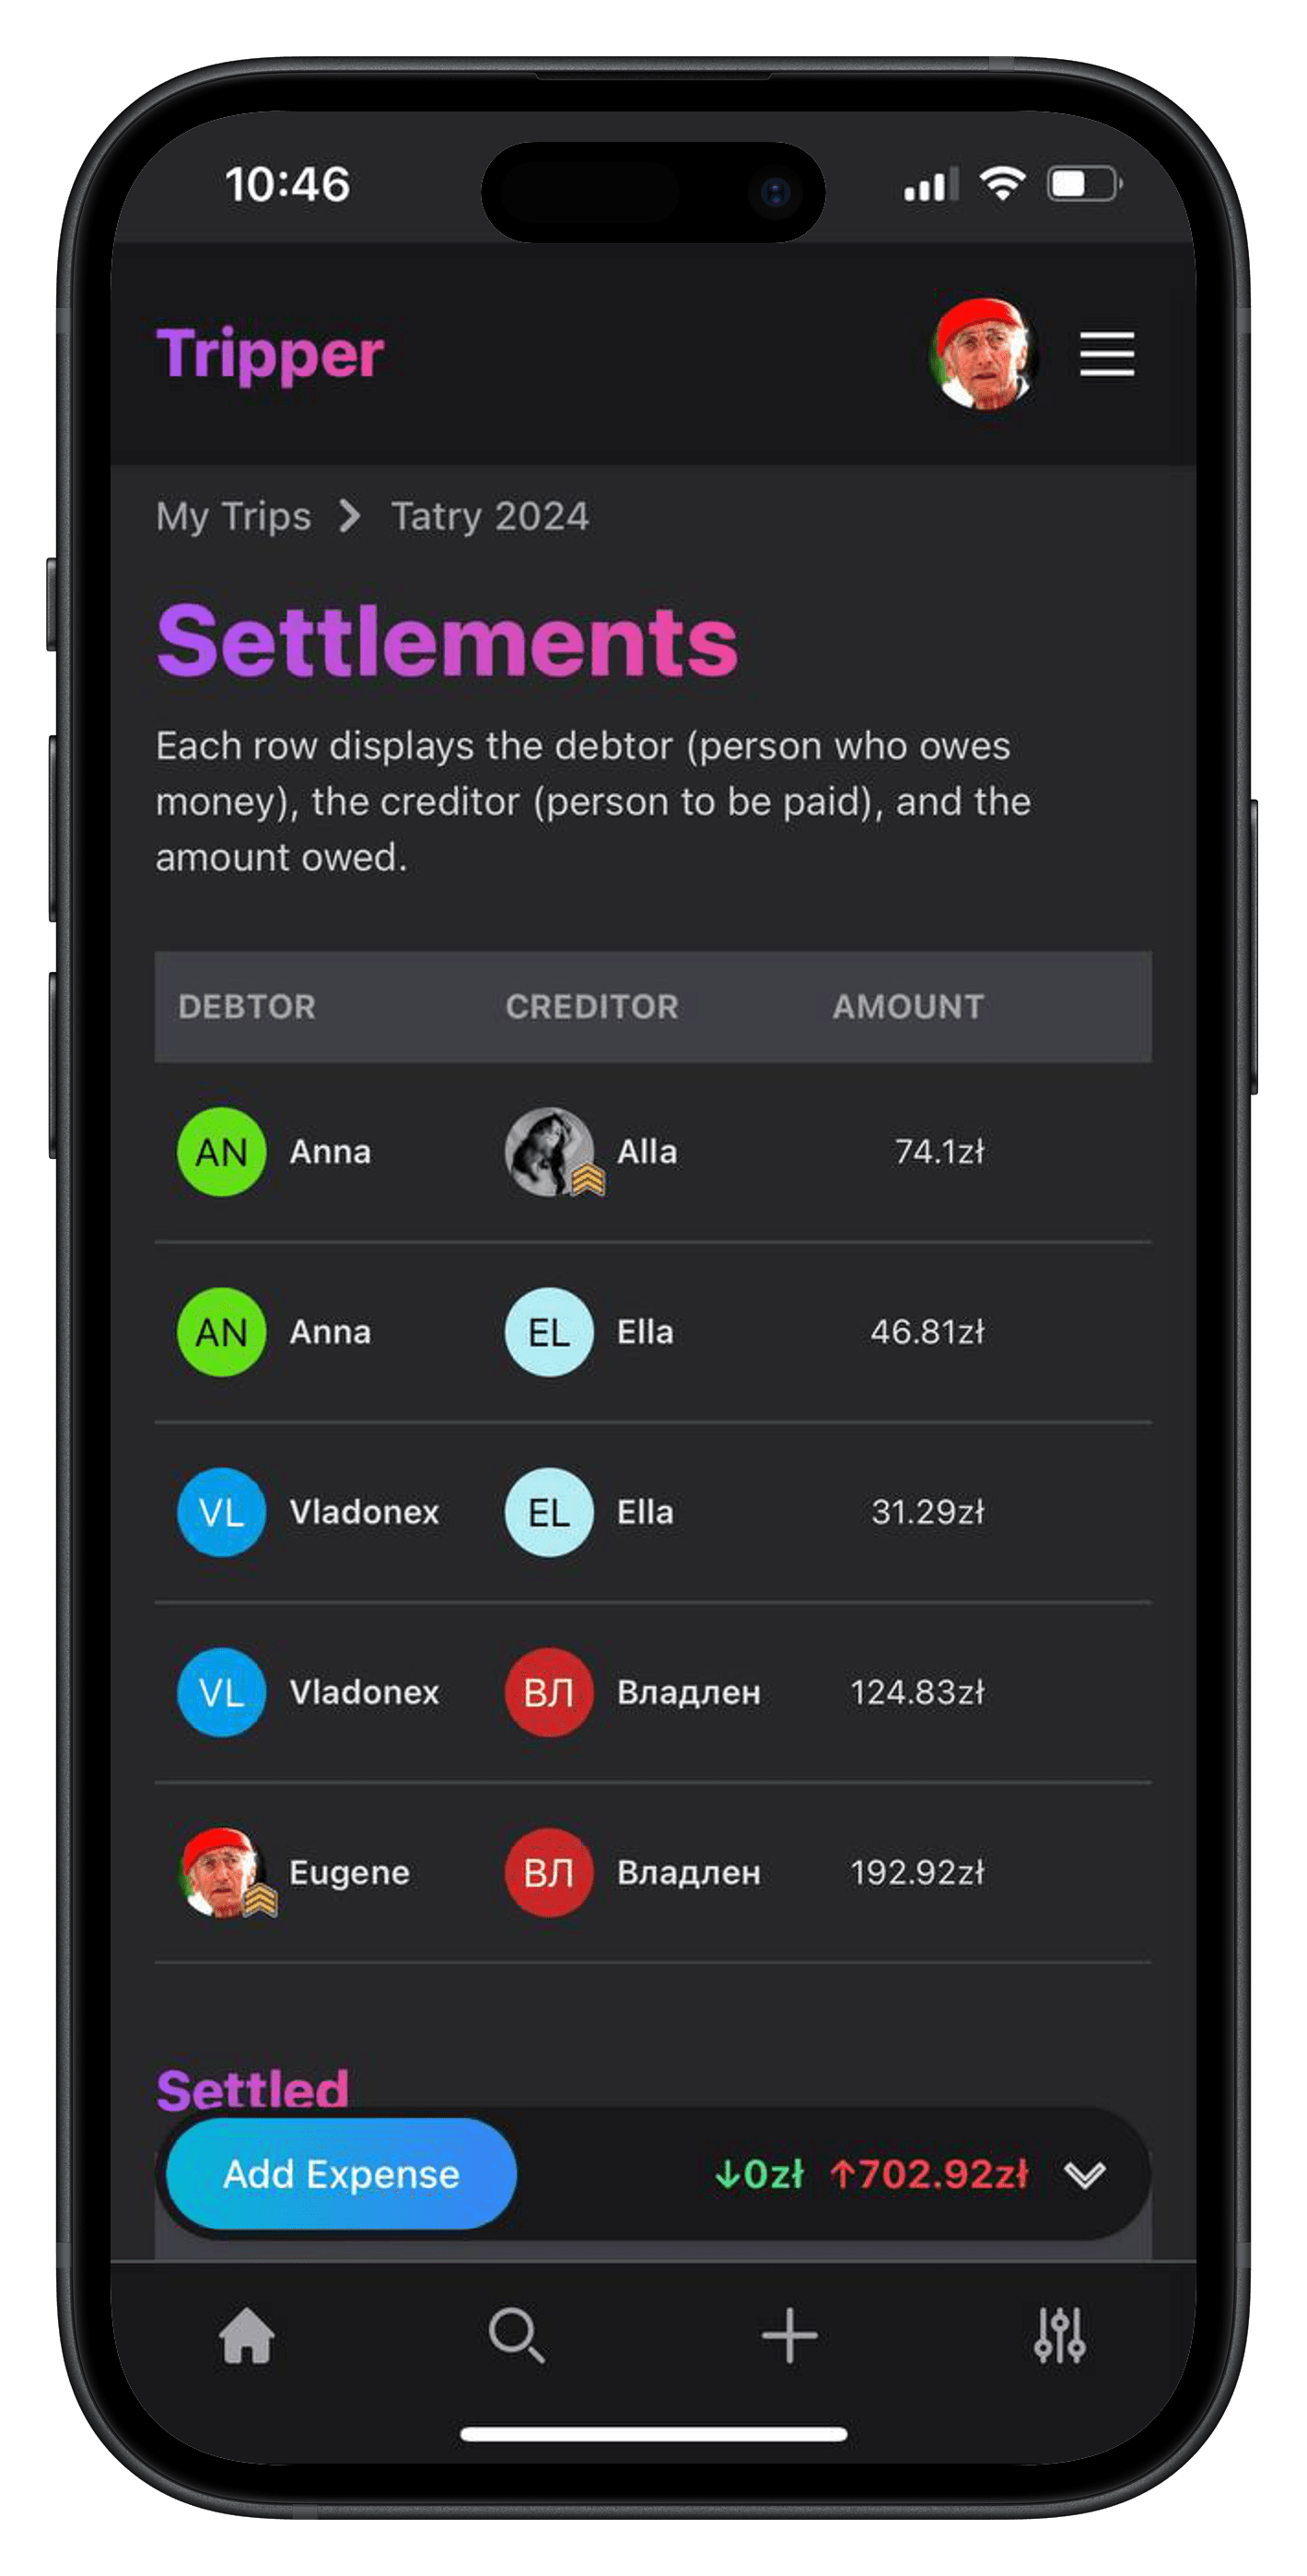 10:46
Tripper
My Trips Tatry 2024
Settlements
Each row displays the debtor (person who owes
money), the creditor (person to be paid), and the
amount owed.
DEBTOR CREDITOR AMOUNT
AN Anna Alla 74.1zł
AN Anna EL Ella 46.81zł
VL Vladonex EL Ella 31.29zł
VL Vladonex ВЛ Владлен 124.83zł
Eugene ВЛ Владлен 192.92zł
Settled
Add Expense ↓0zł ↑702.92zł